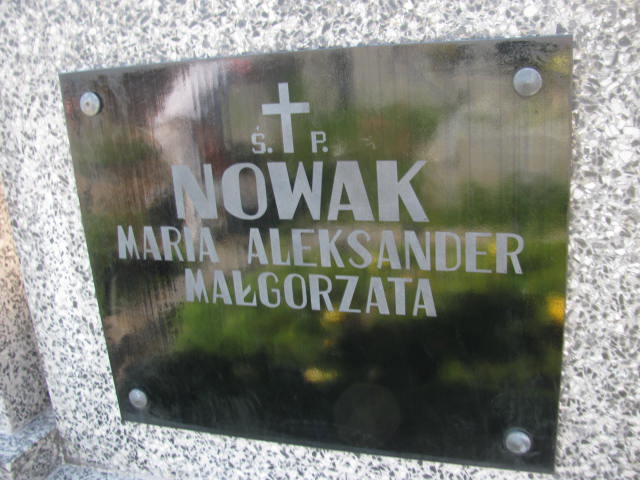 Ś. P.
NOWAK
MARIA ALEKSANDER
MAŁGORZATA